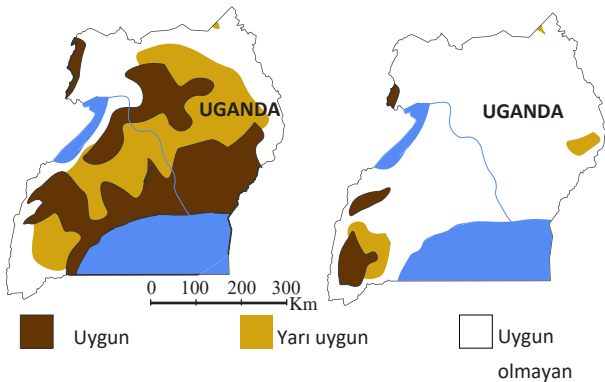 UGANDA
UGANDA
0 100 200 300
Km
Uygun
Yarı uygun
Uygun
olmayan